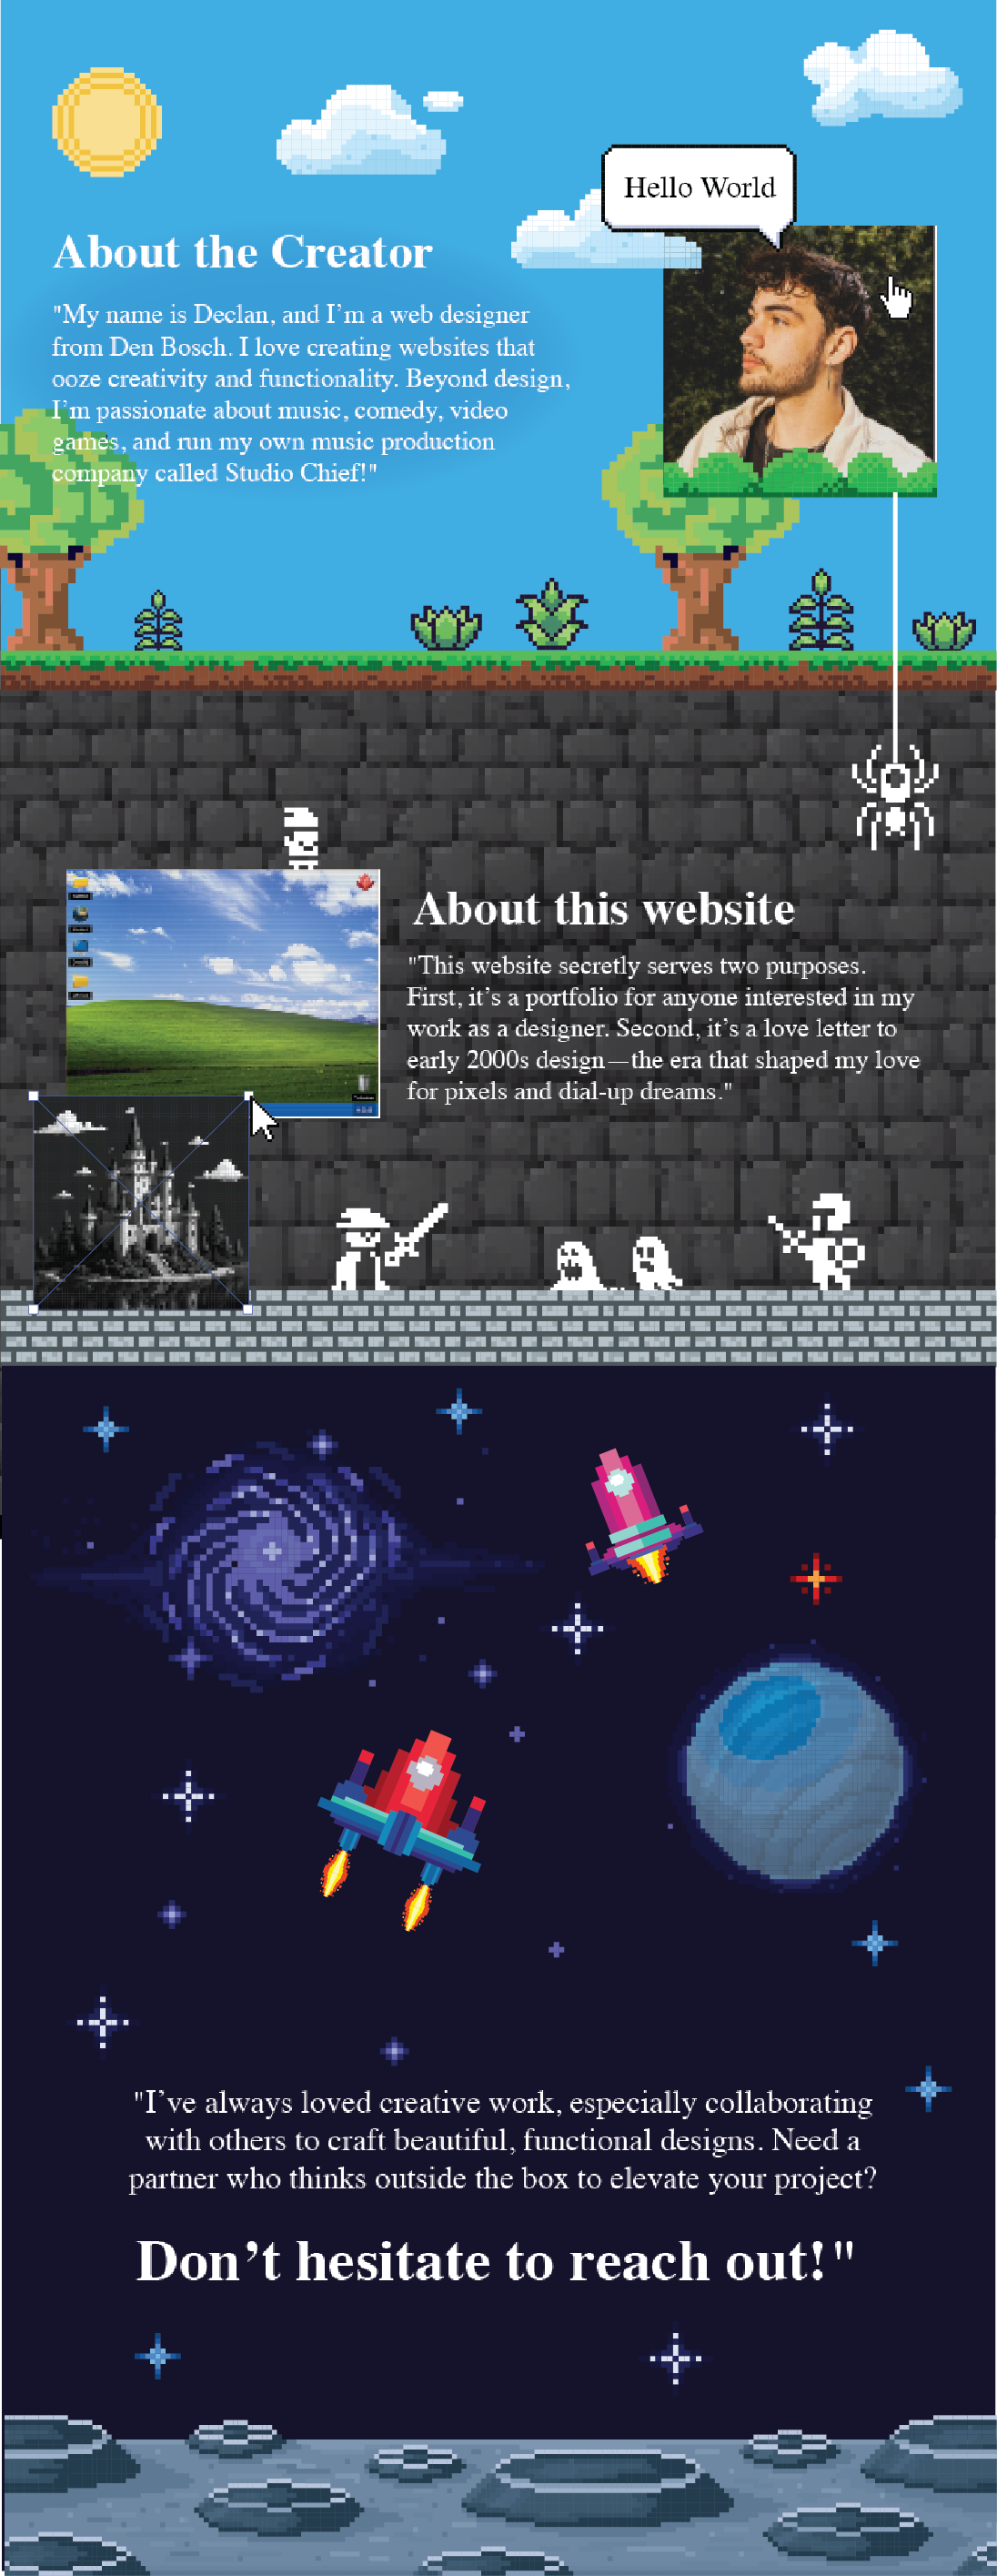 Hello World
About the Creator
"My name is Declan, and I’m a web designer
from Den Bosch. I love creating websites that
ooze creativity and functionality. Beyond design,
I’m passionate about music, comedy, video
games, and run my own music production
company called Studio Chief!"
About this website
"This website secretly serves two purposes.
First, it’s a portfolio for anyone interested in my
work as a designer. Second, it’s a love letter to
early 2000s design—the era that shaped my love
for pixels and dial-up dreams."
"I’ve always loved creative work, especially collaborating
with others to craft beautiful, functional designs. Need a
partner who thinks outside the box to elevate your project?
Don’t hesitate to reach out!"